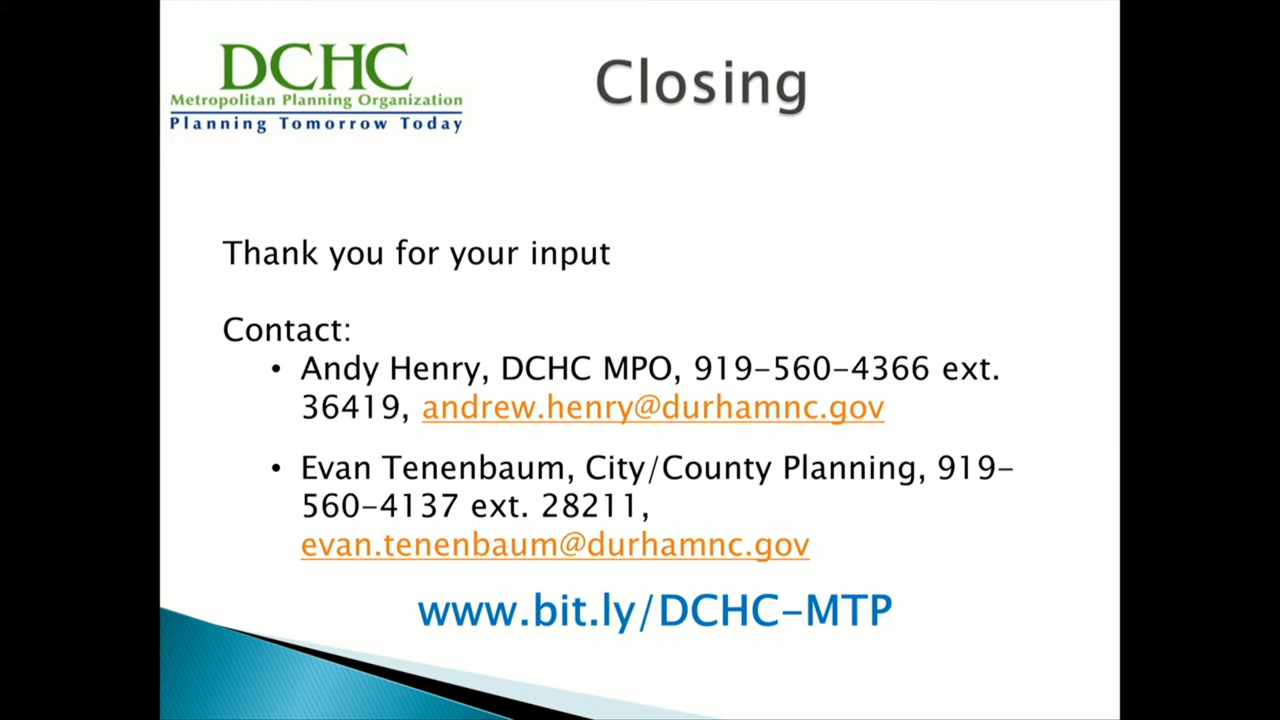 DCHC
Metropolitan Planning Organization
Planning Tomorrow Today
Closing
Thank you for your input
Contact:
• Andy Henry, DCHC MPO, 919-560-4366 ext.
36419, andrew.henry@durhamnc.gov
• Evan Tenenbaum, City/County Planning, 919-
560-4137 ext. 28211,
evan.tenenbaum@durhamnc.gov
www.bit.ly/DCHC-MTP